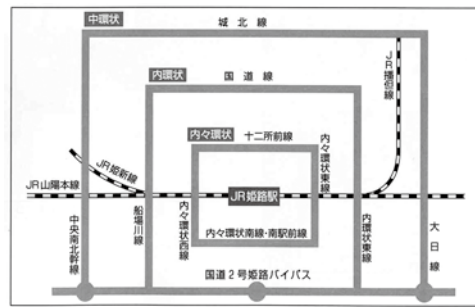 中環状
城北線
内環状
国道線
JR播但線
内々環状
十二所前線
内々環状東線
JR姫新線
JR山陽本線
JR姫路駅
中央南北幹線
船場川線
内々環状西線
内々環状南線・南駅前線
内環状東線
大日線
国道2号姫路バイパス